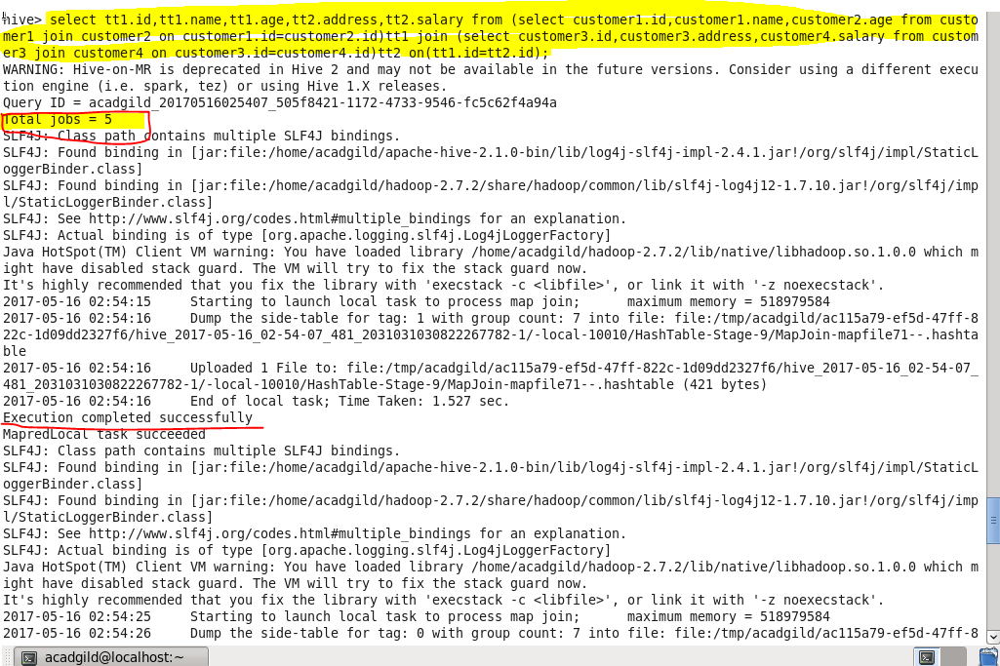 hive> select tt1.id,tt1.name,tt1.age,tt2.address,tt2.salary from (select customer1.id,customer1.name,customer2.age from custo
mer1 join customer2 on customer1.id=customer2.id)tt1 join (select customer3.id,customer3.address,customer4.salary from custom
er3 join customer4 on customer3.id=customer4.id)tt2 on(tt1.id=tt2.id);
WARNING: Hive-on-MR is deprecated in Hive 2 and may not be available in the future versions. Consider using a different execu
tion engine (i.e. spark, tez) or using Hive 1.X releases.
Query ID = acadgild_20170516025407_505f8421-1172-4733-9546-fc5c62f4a94a
Total jobs = 5
SLF4J: Class path contains multiple SLF4J bindings.
SLF4J: Found binding in [jar:file:/home/acadgild/apache-hive-2.1.0-bin/lib/log4j-slf4j-impl-2.4.1.jar!/org/slf4j/impl/StaticL
oggerBinder.class]
SLF4J: Found binding in [jar:file:/home/acadgild/hadoop-2.7.2/share/hadoop/common/lib/slf4j-log4j12-1.7.10.jar!/org/slf4j/imp
l/StaticLoggerBinder.class]
SLF4J: See http://www.slf4j.org/codes.html#multiple_bindings for an explanation.
SLF4J: Actual binding is of type [org.apache.logging.slf4j.Log4jLoggerFactory]
Java HotSpot(TM) Client VM warning: You have loaded library /home/acadgild/hadoop-2.7.2/lib/native/libhadoop.so.1.0.0 which m
ight have disabled stack guard. The VM will try to fix the stack guard now.
It's highly recommended that you fix the library with 'execstack -c <libfile>', or link it with '-z noexecstack'.
2017-05-16 02:54:15     Starting to launch local task to process map join;      maximum memory = 518979584
2017-05-16 02:54:16     Dump the side-table for tag: 1 with group count: 7 into file: file:/tmp/acadgild/ac115a79-ef5d-47ff-8
22c-1d09dd2327f6/hive_2017-05-16_02-54-07_481_2031031030822267782-1/-local-10010/HashTable-Stage-9/MapJoin-mapfile71--.hashta
ble
2017-05-16 02:54:16     Uploaded 1 File to: file:/tmp/acadgild/ac115a79-ef5d-47ff-822c-1d09dd2327f6/hive_2017-05-16_02-54-07_
481_2031031030822267782-1/-local-10010/HashTable-Stage-9/MapJoin-mapfile71--.hashtable (421 bytes)
2017-05-16 02:54:16     End of local task; Time Taken: 1.527 sec.
Execution completed successfully
MapredLocal task succeeded
SLF4J: Class path contains multiple SLF4J bindings.
SLF4J: Found binding in [jar:file:/home/acadgild/apache-hive-2.1.0-bin/lib/log4j-slf4j-impl-2.4.1.jar!/org/slf4j/impl/StaticL
oggerBinder.class]
SLF4J: Found binding in [jar:file:/home/acadgild/hadoop-2.7.2/share/hadoop/common/lib/slf4j-log4j12-1.7.10.jar!/org/slf4j/imp
l/StaticLoggerBinder.class]
SLF4J: See http://www.slf4j.org/codes.html#multiple_bindings for an explanation.
SLF4J: Actual binding is of type [org.apache.logging.slf4j.Log4jLoggerFactory]
Java HotSpot(TM) Client VM warning: You have loaded library /home/acadgild/hadoop-2.7.2/lib/native/libhadoop.so.1.0.0 which m
ight have disabled stack guard. The VM will try to fix the stack guard now.
It's highly recommended that you fix the library with 'execstack -c <libfile>', or link it with '-z noexecstack'.
2017-05-16 02:54:25     Starting to launch local task to process map join;      maximum memory = 518979584
2017-05-16 02:54:26     Dump the side-table for tag: 0 with group count: 7 into file: file:/tmp/acadgild/ac115a79-ef5d-47ff-8
acadgild@localhost:~